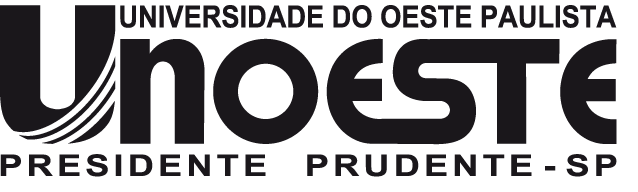 UNIVERSIDADE DO OESTE PAULISTA
UNOESTE
PRESIDENTE PRUDENTE - SP